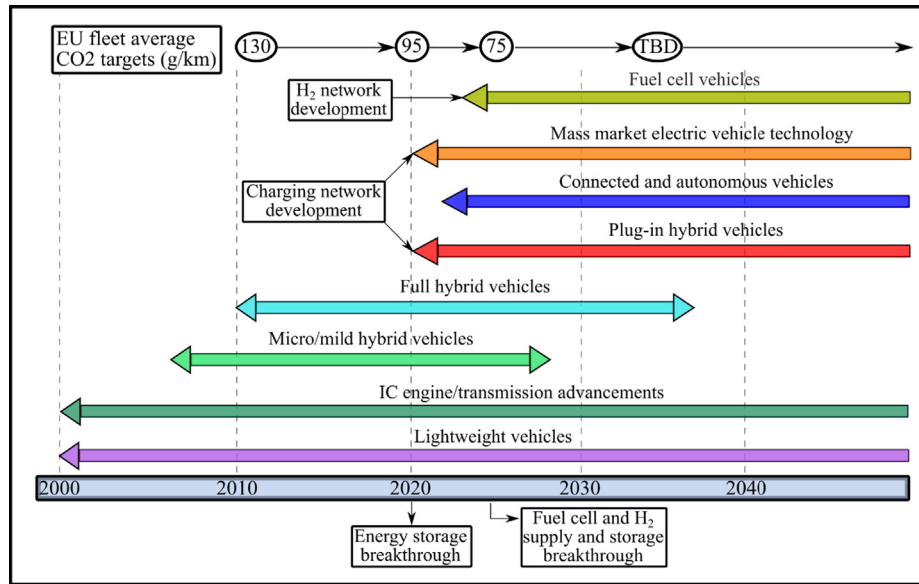 EU fleet average
CO2 targets (g/km)
130
95
75
TBD
Fuel cell vehicles
H₂ network
development
Mass market electric vehicle technology
Connected and autonomous vehicles
Charging network
development
Plug-in hybrid vehicles
Full hybrid vehicles
Micro/mild hybrid vehicles
IC engine/transmission advancements
Lightweight vehicles
2000 2010 2020 2030 2040
Energy storage
breakthrough
Fuel cell and H₂
supply and storage
breakthrough